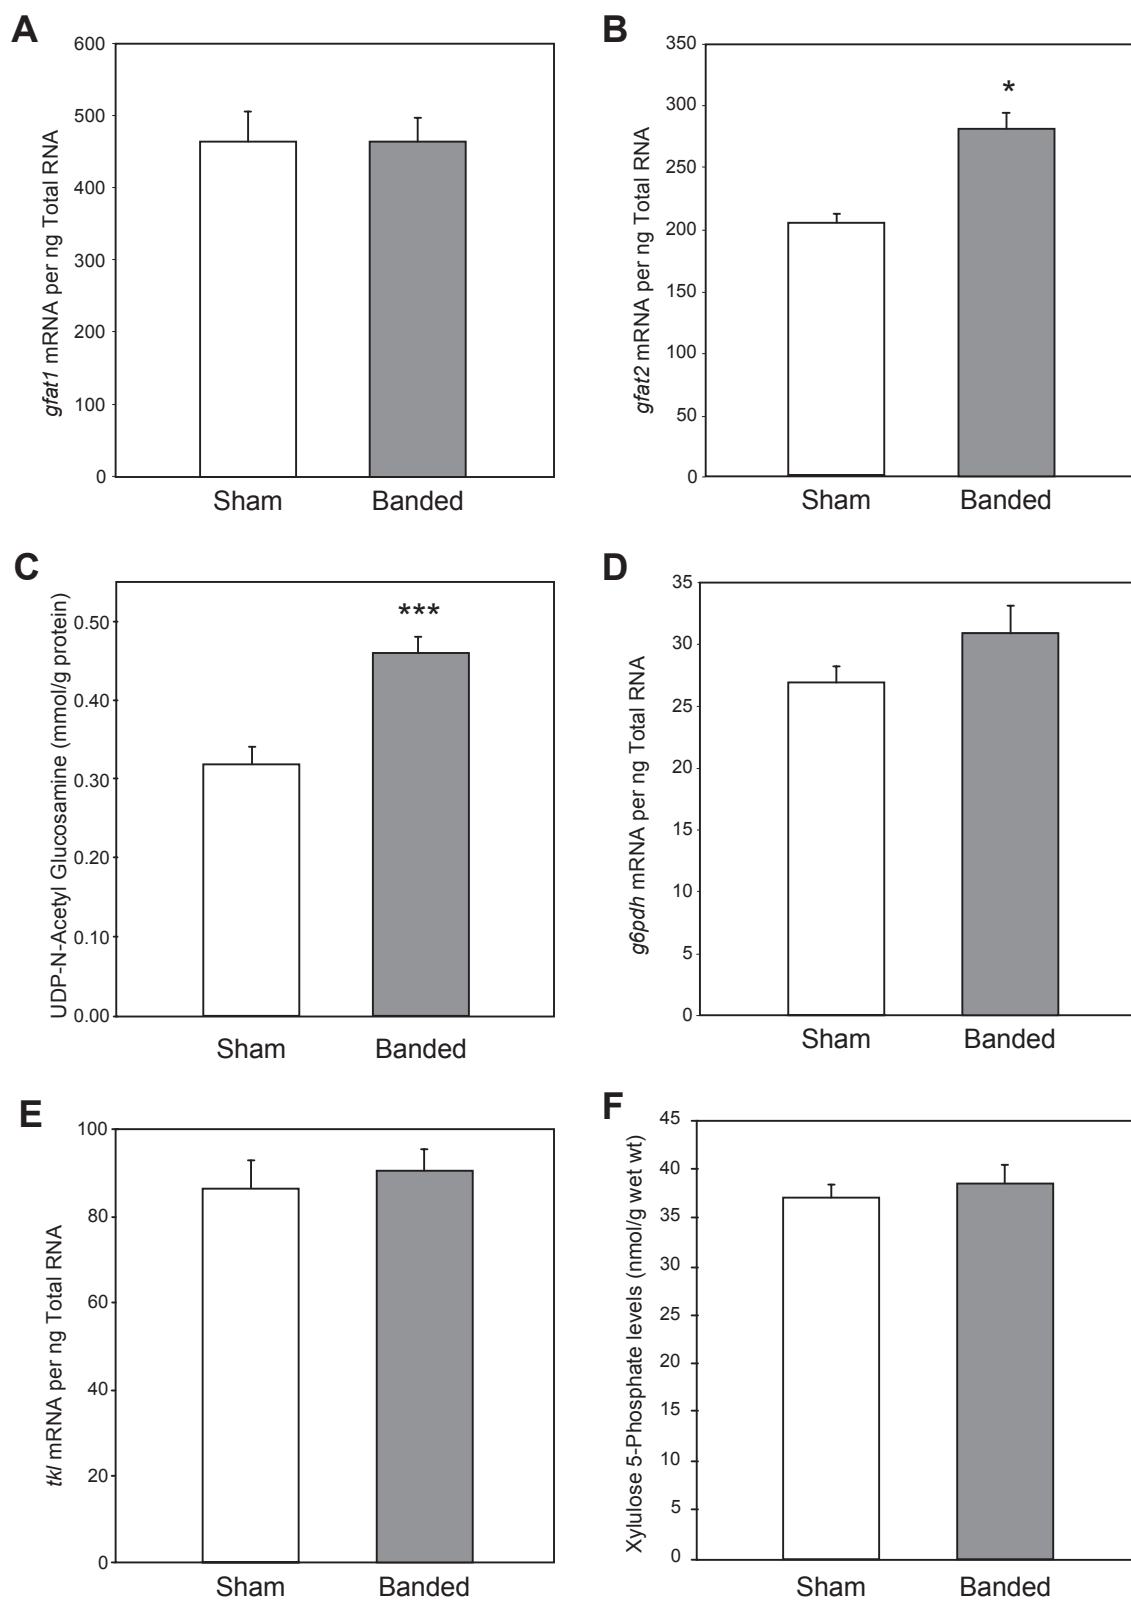 A
gfat1 mRNA per ng Total RNA
600
500
400
300
200
100
0
Sham Banded
B
gfat2 mRNA per ng Total RNA
350
300
250
200
150
100
50
0
*
Sham Banded
C
UDP-N-Acetyl Glucosamine (mmol/g protein)
0.50
0.40
0.30
0.20
0.10
0.00
***
Sham Banded
D
g6pdh mRNA per ng Total RNA
35
30
25
20
15
10
5
0
Sham Banded
E
tkl mRNA per ng Total RNA
100
80
60
40
20
0
Sham Banded
F
Xylulose 5-Phosphate levels (nmol/g wet wt)
45
40
35
30
25
20
15
10
5
0
Sham Banded